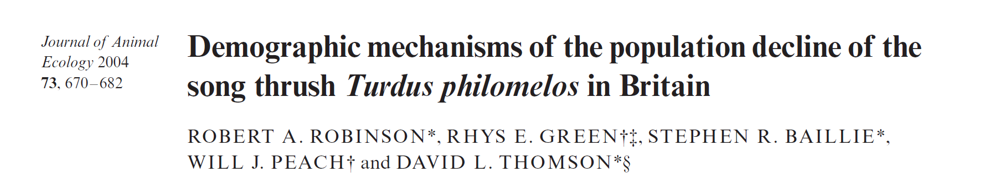 Journal of Animal
Ecology 2004
73, 670–682
Demographic mechanisms of the population decline of the
song thrush Turdus philomelos in Britain
ROBERT A. ROBINSON*, RHYS E. GREEN†‡, STEPHEN R. BAILLIE*,
WILL J. PEACH† and DAVID L. THOMSON*§